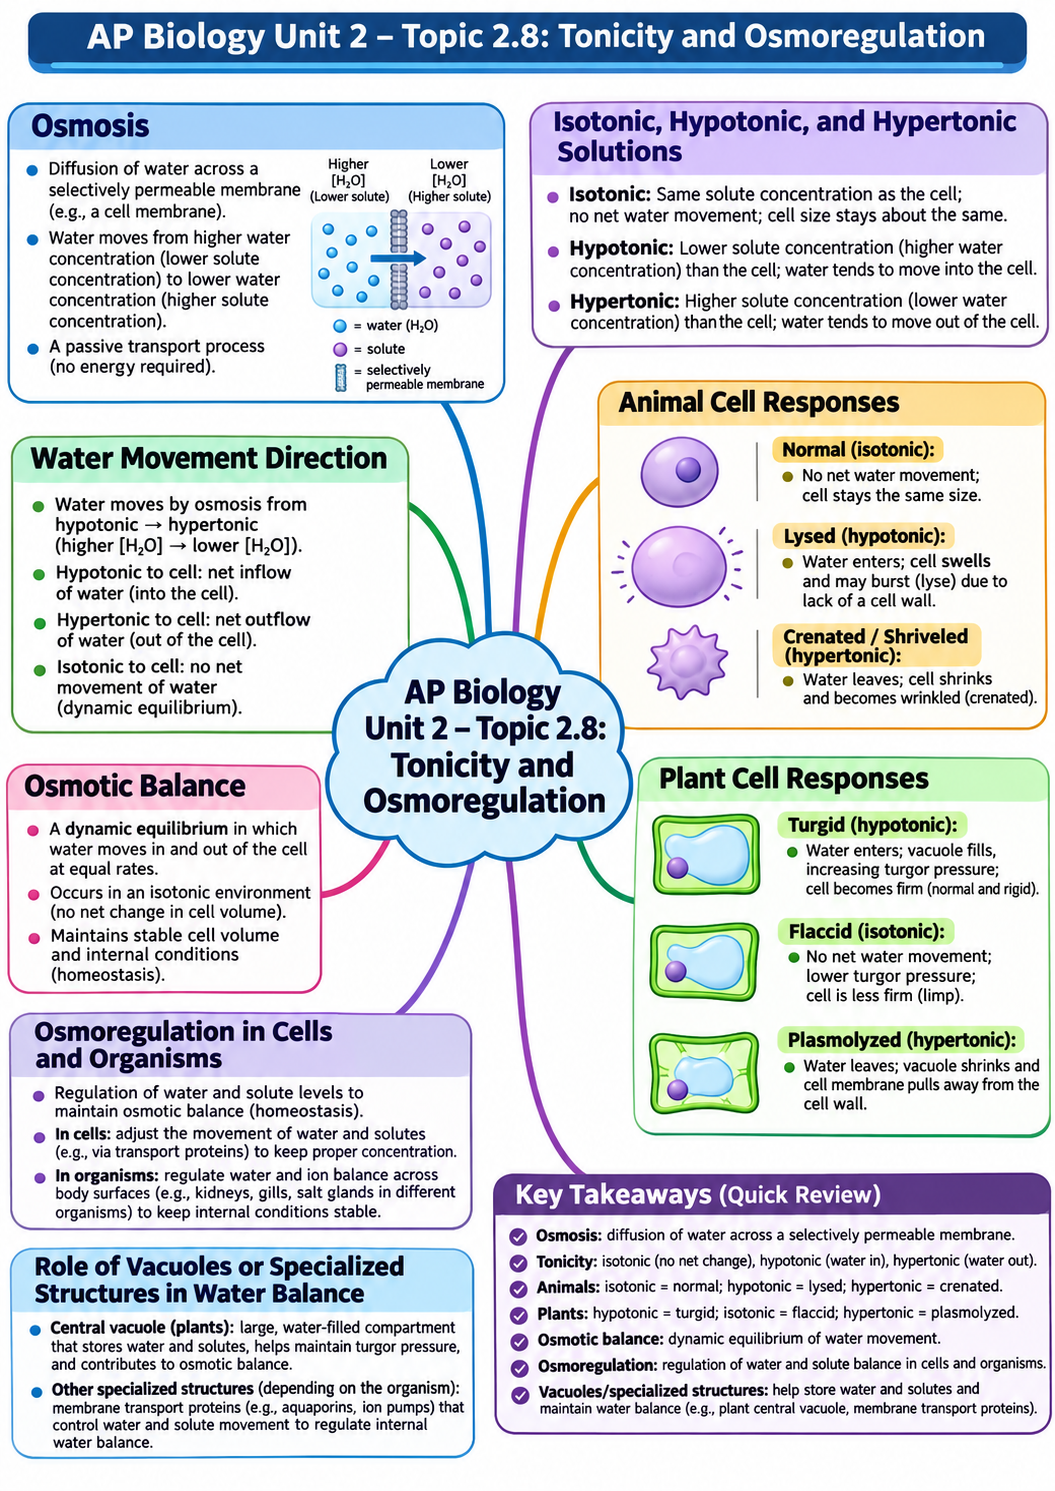 AP Biology Unit 2 – Topic 2.8: Tonicity and Osmoregulation
Osmosis
Diffusion of water across a
selectively permeable membrane
(e.g., a cell membrane).
Water moves from higher water
concentration (lower solute
concentration) to lower water
concentration (higher solute
concentration).
A passive transport process
(no energy required).
Higher
[H₂O]
(Lower solute)
Lower
[H₂O]
(Higher solute)
= water (H₂O)
= solute
= selectively
permeable membrane
Isotonic, Hypotonic, and Hypertonic
Solutions
Isotonic: Same solute concentration as the cell;
no net water movement; cell size stays about the same.
Hypotonic: Lower solute concentration (higher water
concentration) than the cell; water tends to move into the cell.
Hypertonic: Higher solute concentration (lower water
concentration) than the cell; water tends to move out of the cell.
Water Movement Direction
Water moves by osmosis from
hypotonic → hypertonic
(higher [H₂O] → lower [H₂O]).
Hypotonic to cell: net inflow
of water (into the cell).
Hypertonic to cell: net outflow
of water (out of the cell).
Isotonic to cell: no net
movement of water
(dynamic equilibrium).
Animal Cell Responses
Normal (isotonic):
No net water movement;
cell stays the same size.
Lysed (hypotonic):
Water enters; cell swells
and may burst (lyse) due to
lack of a cell wall.
Crenated / Shriveled
(hypertonic):
Water leaves; cell shrinks
and becomes wrinkled (crenated).
AP Biology
Unit 2 – Topic 2.8:
Tonicity and
Osmoregulation
Osmotic Balance
A dynamic equilibrium in which
water moves in and out of the cell
at equal rates.
Occurs in an isotonic environment
(no net change in cell volume).
Maintains stable cell volume
and internal conditions
(homeostasis).
Plant Cell Responses
Turgid (hypotonic):
Water enters; vacuole fills,
increasing turgor pressure;
cell becomes firm (normal and rigid).
Flaccid (isotonic):
No net water movement;
lower turgor pressure;
cell is less firm (limp).
Plasmolyzed (hypertonic):
Water leaves; vacuole shrinks and
cell membrane pulls away from the
cell wall.
Osmoregulation in Cells
and Organisms
Regulation of water and solute levels to
maintain osmotic balance (homeostasis).
In cells: adjust the movement of water and solutes
(e.g., via transport proteins) to keep proper concentration.
In organisms: regulate water and ion balance across
body surfaces (e.g., kidneys, gills, salt glands in different
organisms) to keep internal conditions stable.
Role of Vacuoles or Specialized
Structures in Water Balance
Central vacuole (plants): large, water-filled compartment
that stores water and solutes, helps maintain turgor pressure,
and contributes to osmotic balance.
Other specialized structures (depending on the organism):
membrane transport proteins (e.g., aquaporins, ion pumps) that
control water and solute movement to regulate internal
water balance.
Key Takeaways (Quick Review)
Osmosis: diffusion of water across a selectively permeable membrane.
Tonicity: isotonic (no net change), hypotonic (water in), hypertonic (water out).
Animals: isotonic = normal; hypotonic = lysed; hypertonic = crenated.
Plants: hypotonic = turgid; isotonic = flaccid; hypertonic = plasmolyzed.
Osmotic balance: dynamic equilibrium of water movement.
Osmoregulation: regulation of water and solute balance in cells and organisms.
Vacuoles/specialized structures: help store water and solutes and
maintain water balance (e.g., plant central vacuole, membrane transport proteins).